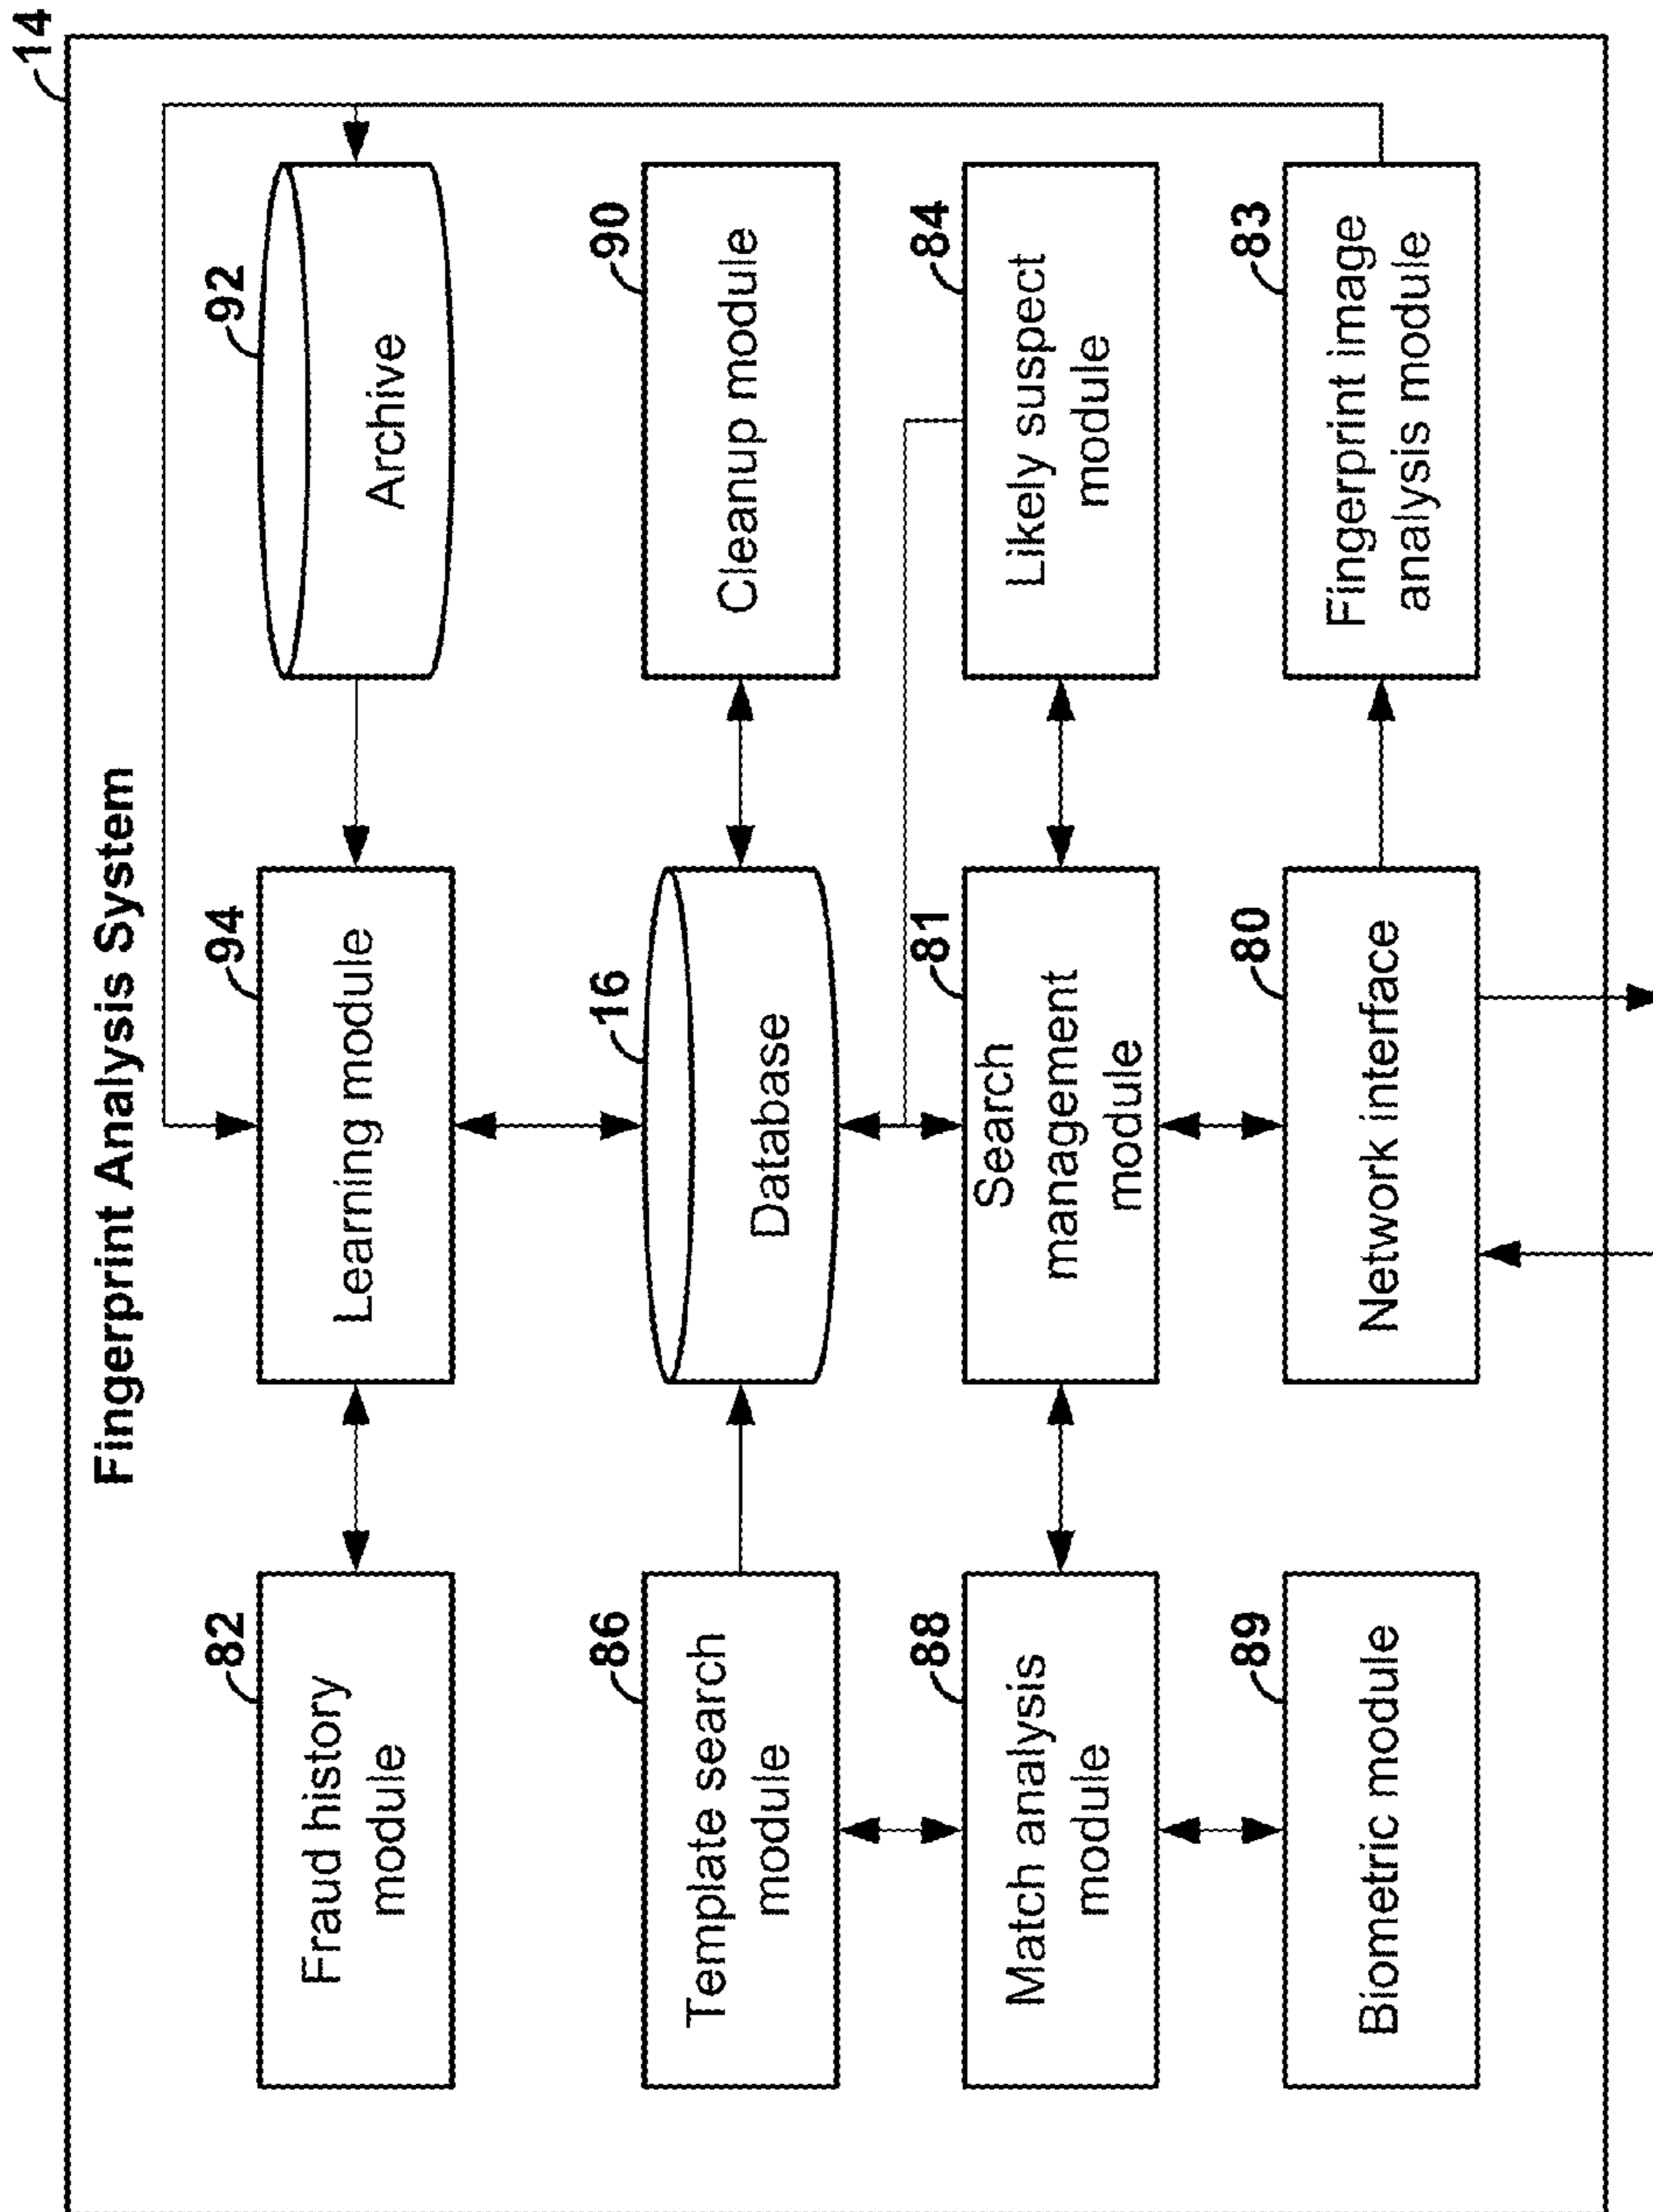 14
Fingerprint Analysis System
82
Fraud history
module
94
Learning module
92
Archive
86
Template search
module
16
Database
90
Cleanup module
88
Match analysis
module
81
Search
management
module
84
Likely suspect
module
89
Biometric module
80
Network interface
83
Fingerprint image
analysis module